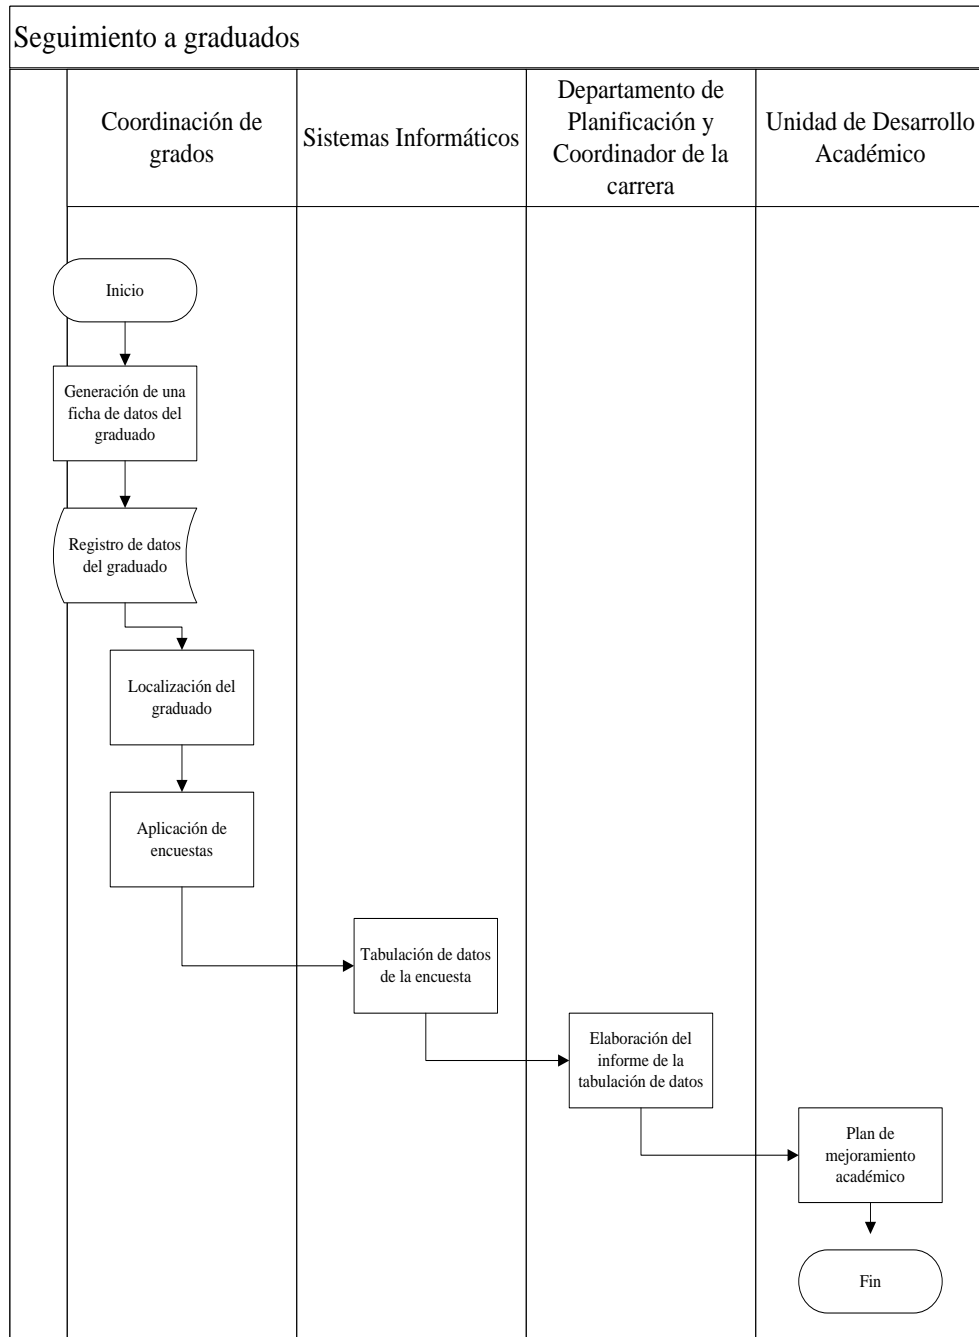 Seguimiento a graduados
Coordinación de
grados
Sistemas Informáticos
Departamento de
Planificación y
Coordinador de la
carrera
Unidad de Desarrollo
Académico
Inicio
Generación de una
ficha de datos del
graduado
Registro de datos
del graduado
Localización del
graduado
Aplicación de
encuestas
Tabulación de datos
de la encuesta
Elaboración del
informe de la
tabulación de datos
Plan de
mejoramiento
académico
Fin